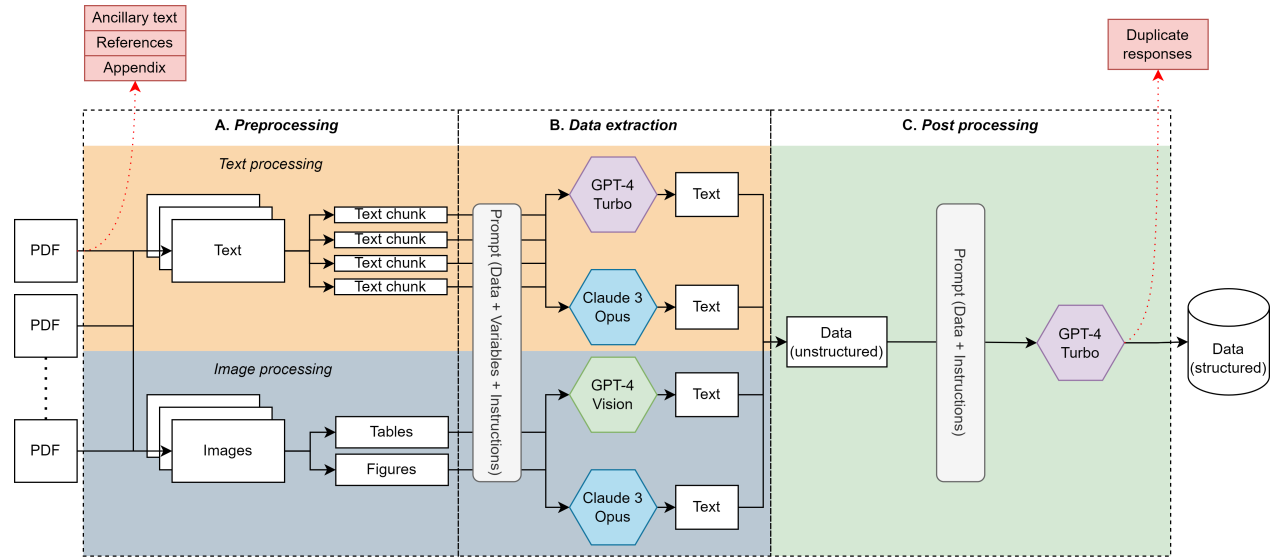 Ancillary text
References
Appendix
Duplicate
responses
A. Preprocessing
B. Data extraction
C. Post processing
Text processing
PDF
PDF
PDF
Text
Text chunk
Text chunk
Text chunk
Text chunk
Image processing
Images
Tables
Figures
Prompt (Data + Variables + Instructions)
GPT-4
Turbo
Text
Claude 3
Opus
Text
GPT-4
Vision
Text
Claude 3
Opus
Text
Data
(unstructured)
Prompt (Data + Instructions)
GPT-4
Turbo
Data
(structured)